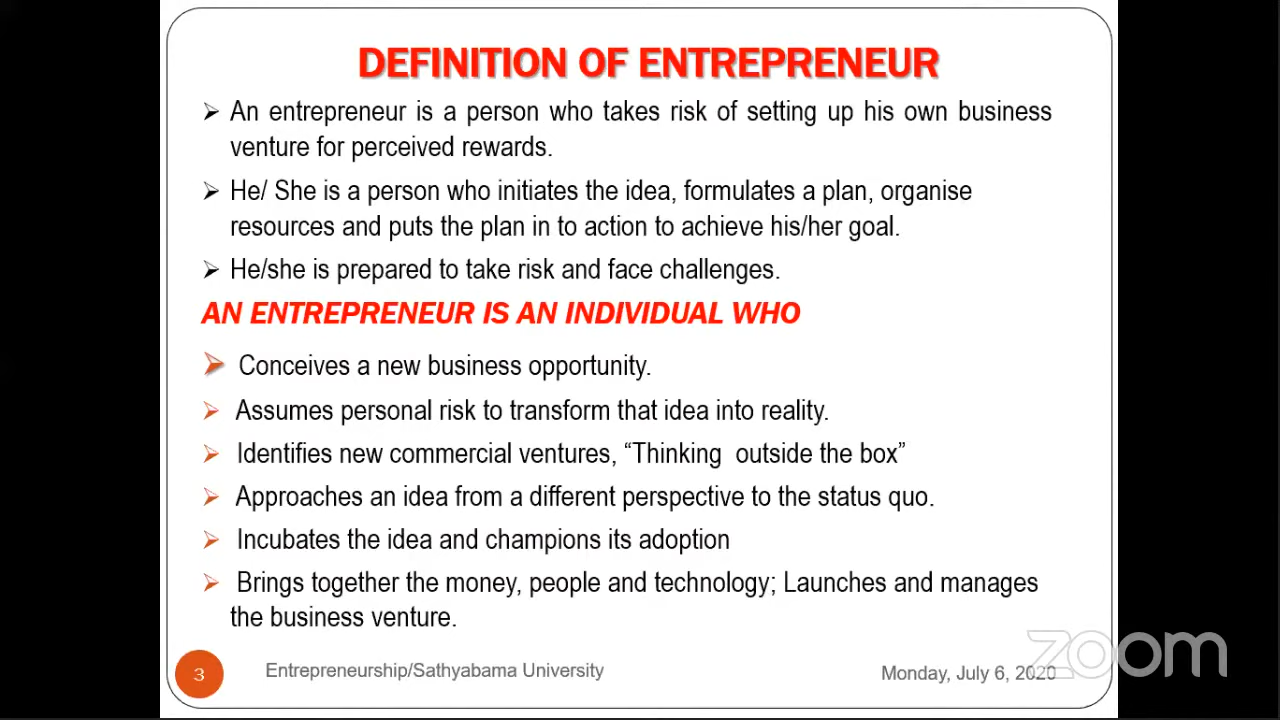 DEFINITION OF ENTREPRENEUR
An entrepreneur is a person who takes risk of setting up his own business
venture for perceived rewards.
He/ She is a person who initiates the idea, formulates a plan, organise
resources and puts the plan in to action to achieve his/her goal.
He/she is prepared to take risk and face challenges.
AN ENTREPRENEUR IS AN INDIVIDUAL WHO
Conceives a new business opportunity.
Assumes personal risk to transform that idea into reality.
Identifies new commercial ventures, “Thinking outside the box”
Approaches an idea from a different perspective to the status quo.
Incubates the idea and champions its adoption
Brings together the money, people and technology; Launches and manages
the business venture.
3
Entrepreneurship/Sathyabama University
Monday, July 6, 2020
zoom